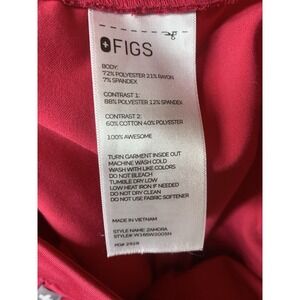 FIGS
BODY:
72% POLYESTER 21% RAYON
7% SPANDEX
CONTRAST 1:
88% POLYESTER 12% SPANDEX
CONTRAST 2:
60% COTTON 40% POLYESTER
100% AWESOME
TURN GARMENT INSIDE OUT
MACHINE WASH COLD
WASH WITH LIKE COLORS
DO NOT BLEACH
TUMBLE DRY LOW
LOW HEAT IRON IF NEEDED
DO NOT DRY CLEAN
DO NOT USE FABRIC SOFTENER
MADE IN VIETNAM
STYLE NAME: ZAMORA
STYLE#:
PO#